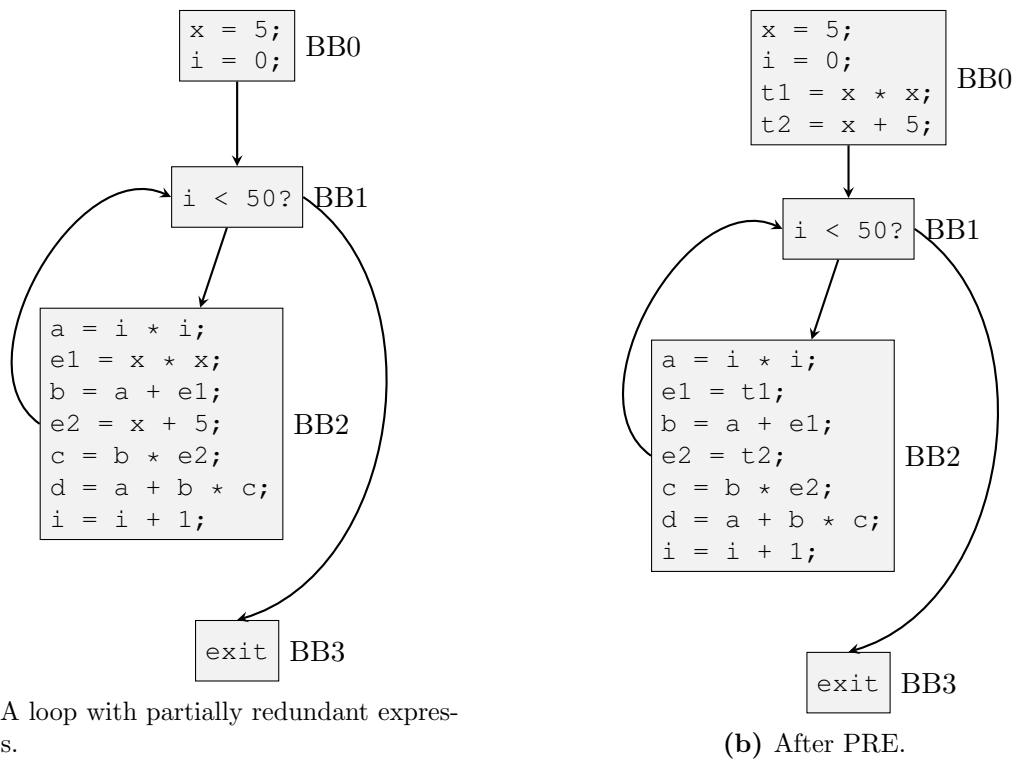 x = 5;
i = 0;
BB0
i < 50?
BB1
a = i * i;
e1 = x * x;
b = a + e1;
e2 = x + 5;
c = b * e2;
d = a + b * c;
i = i + 1;
BB2
exit
BB3
A loop with partially redundant expres-
s.
x = 5;
i = 0;
t1 = x * x;
t2 = x + 5;
BB0
i < 50?
BB1
a = i * i;
e1 = t1;
b = a + e1;
e2 = t2;
c = b * e2;
d = a + b * c;
i = i + 1;
BB2
exit
BB3
(b) After PRE.